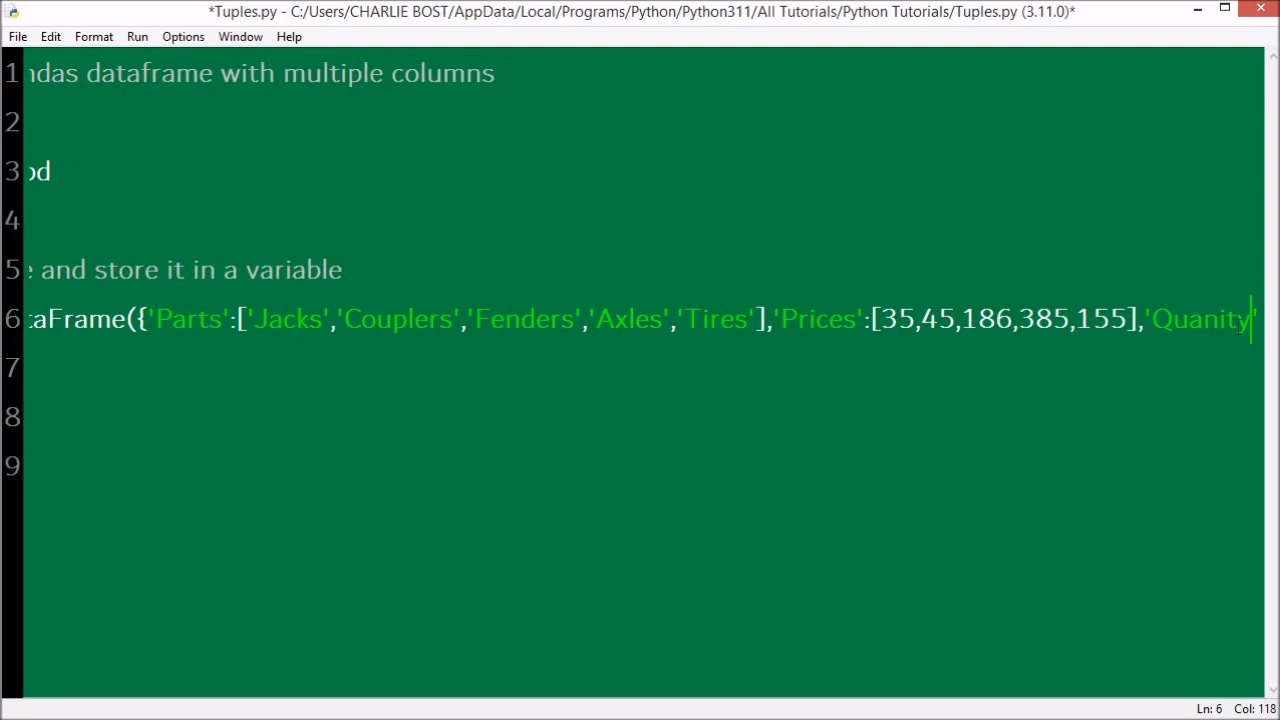 *Tuples.py - C:/Users/CHARLIE BOST/AppData/Local/Programs/Python/Python311/All Tutorials/Python Tutorials/Tuples.py (3.11.0)*
File Edit Format Run Options Window Help
1 ndas dataframe with multiple columns
2
3 pd
4
5 e and store it in a variable
6 taFrame({'Parts':['Jacks','Couplers','Fenders','Axles','Tires'],'Prices':[35,45,186,385,155],'Quanity'
7
8
9
Ln: 6 Col: 118